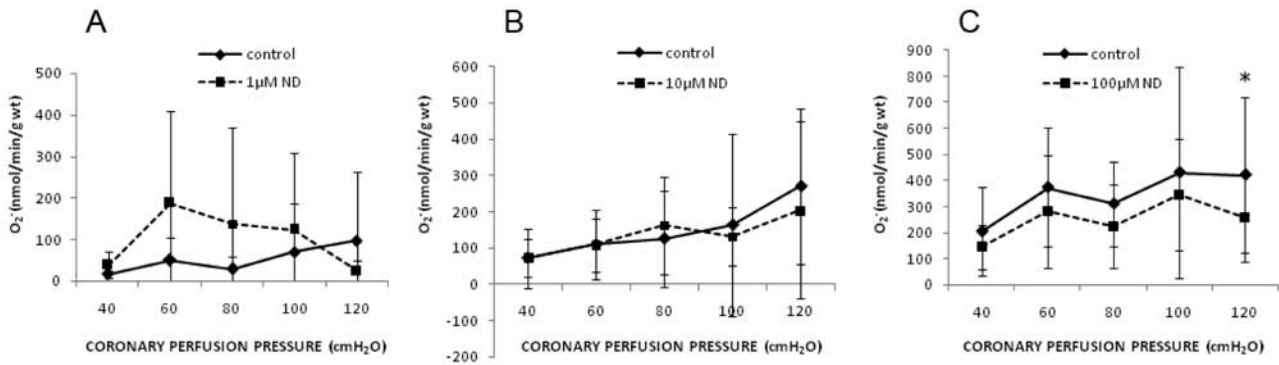 A
control
1µM ND
500
400
300
200
100
0
O₂⁻(nmol/min/g wt)
40 60 80 100 120
CORONARY PERFUSION PRESSURE (cmH₂O)
B
control
10µM ND
600
500
400
300
200
100
0
-100
-200
O₂⁻(nmol/min/g wt)
40 60 80 100 120
CORONARY PERFUSION PRESSURE (cmH₂O)
C
control
100µM ND
900
800
700
600
500
400
300
200
100
0
O₂⁻(nmol/min/g wt)
*
40 60 80 100 120
CORONARY PERFUSION PRESSURE (cmH₂O)